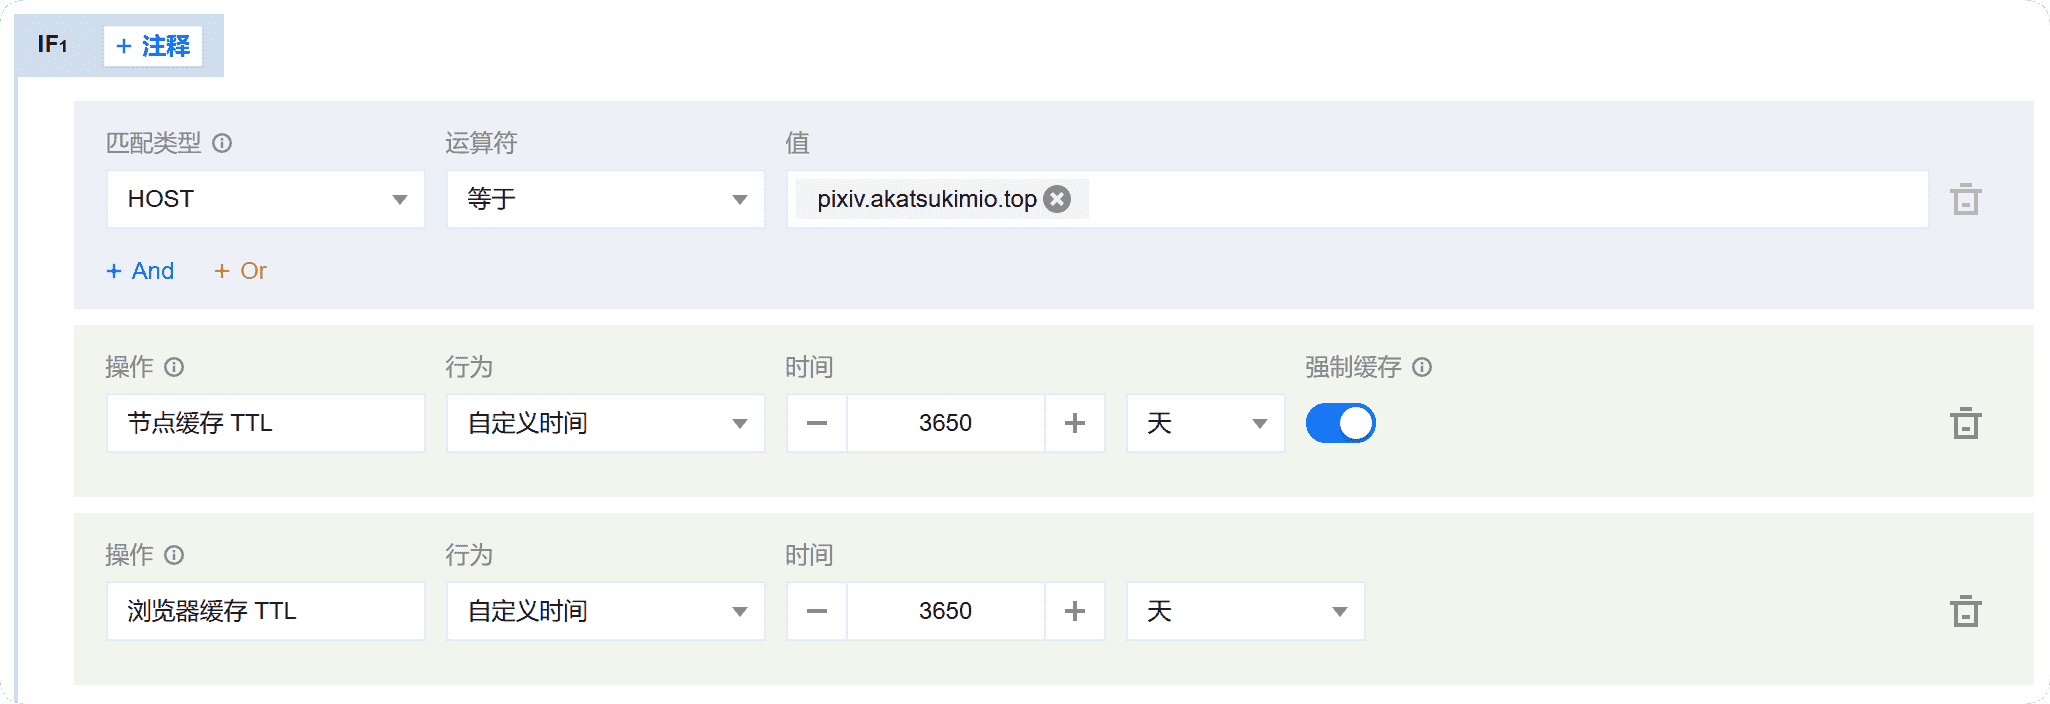 IF1 + 注释
匹配类型 运算符 值
HOST 等于 pixiv.akatsukimio.top
+ And + Or
操作 行为 时间 强制缓存
节点缓存 TTL 自定义时间 − 3650 + 天
操作 行为 时间
浏览器缓存 TTL 自定义时间 − 3650 + 天